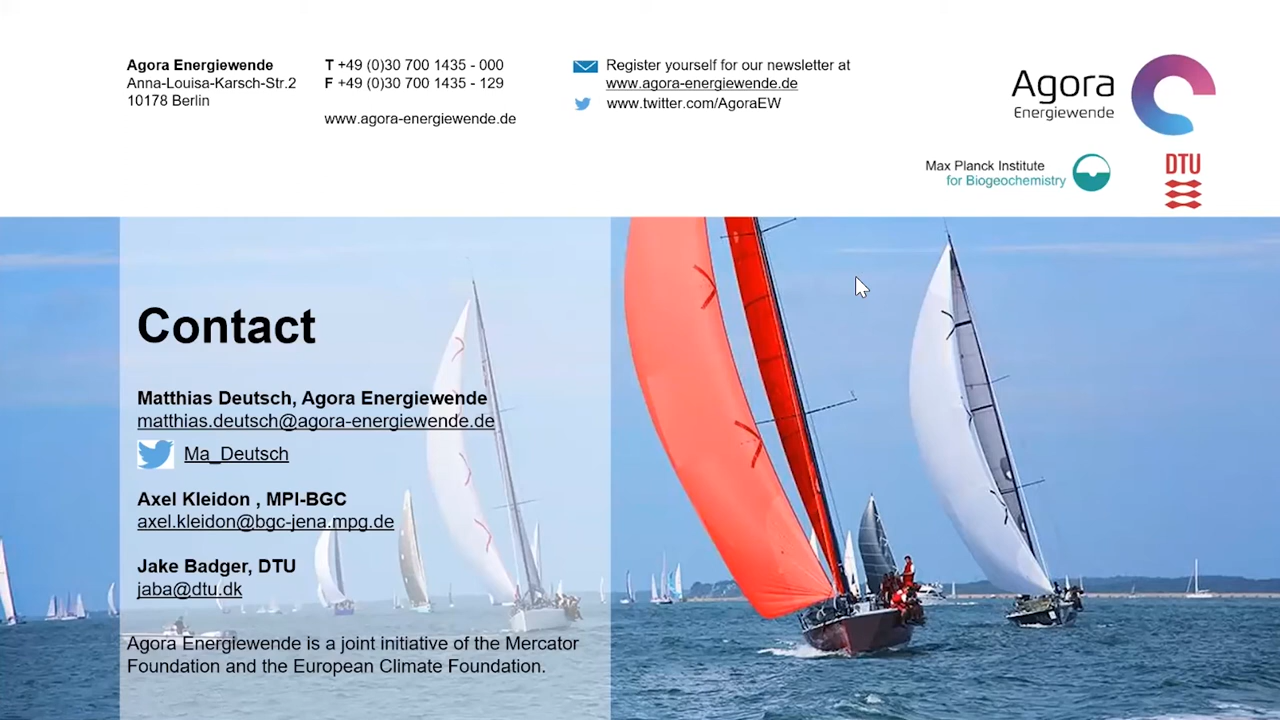 Agora Energiewende
Anna-Louisa-Karsch-Str.2
10178 Berlin
T +49 (0)30 700 1435 - 000
F +49 (0)30 700 1435 - 129
www.agora-energiewende.de
Register yourself for our newsletter at
www.agora-energiewende.de
www.twitter.com/AgoraEW
Agora
Energiewende
Max Planck Institute
for Biogeochemistry
DTU
Contact
Matthias Deutsch, Agora Energiewende
matthias.deutsch@agora-energiewende.de
Ma_Deutsch
Axel Kleidon , MPI-BGC
axel.kleidon@bgc-jena.mpg.de
Jake Badger, DTU
jaba@dtu.dk
Agora Energiewende is a joint initiative of the Mercator
Foundation and the European Climate Foundation.